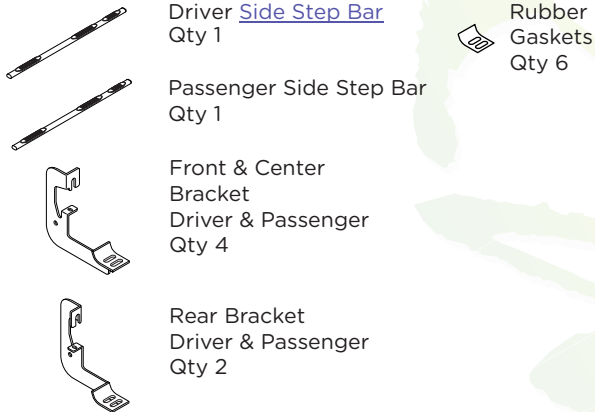 Driver Side Step Bar
Qty 1
Passenger Side Step Bar
Qty 1
Front & Center
Bracket
Driver & Passenger
Qty 4
Rear Bracket
Driver & Passenger
Qty 2
Rubber
Gaskets
Qty 6